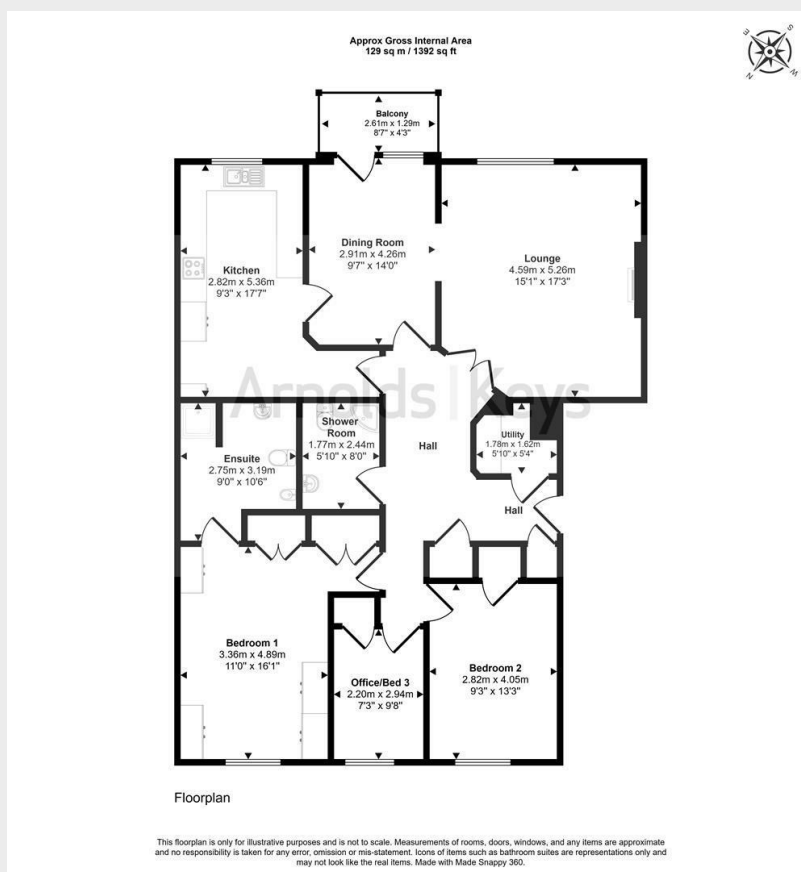 Approx Gross Internal Area
129 sq m / 1392 sq ft
S
E
W
N
Balcony
2.61m x 1.29m
8'7" x 4'3"
Kitchen
2.82m x 5.36m
9'3" x 17'7"
Dining Room
2.91m x 4.26m
9'7" x 14'0"
Lounge
4.59m x 5.26m
15'1" x 17'3"
Arnolds | Keys
Ensuite
2.75m x 3.19m
9'0" x 10'6"
Shower
Room
1.77m x 2.44m
5'10" x 8'0"
Hall
Utility
1.78m x 1.62m
5'10" x 5'4"
Hall
Bedroom 1
3.36m x 4.89m
11'0" x 16'1"
Office/Bed 3
2.20m x 2.94m
7'3" x 9'8"
Bedroom 2
2.82m x 4.05m
9'3" x 13'3"
Floorplan
This floorplan is only for illustrative purposes and is not to scale. Measurements of rooms, doors, windows, and any items are approximate
and no responsibility is taken for any error, omission or mis-statement. Icons of items such as bathroom suites are representations only and
may not look like the real items. Made with Made Snappy 360.